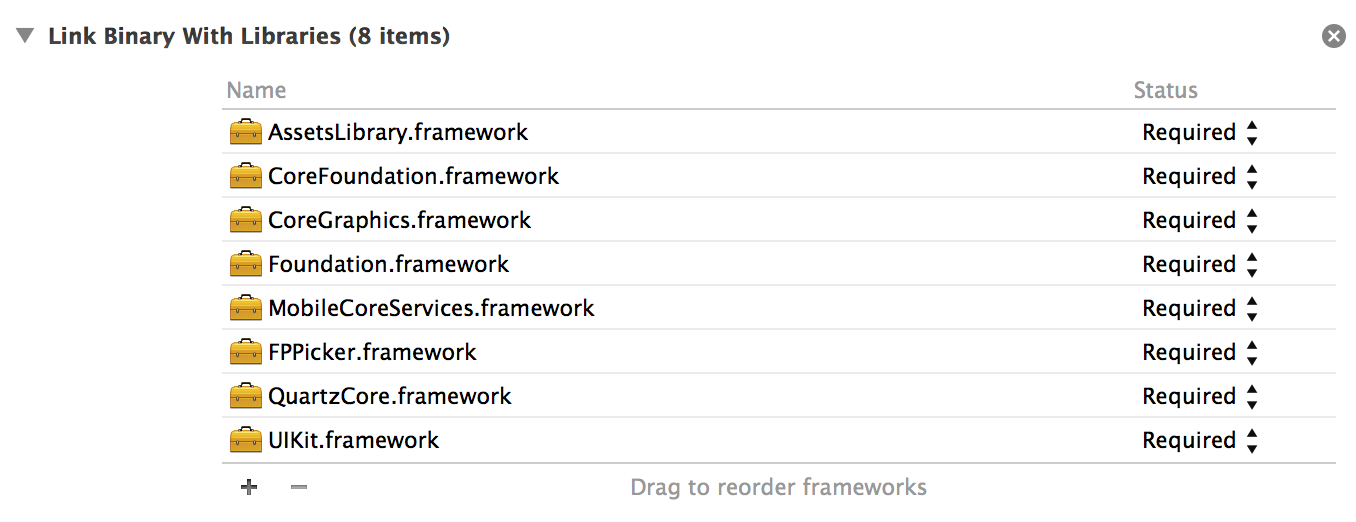 Link Binary With Libraries (8 items)
Name Status
AssetsLibrary.framework Required
CoreFoundation.framework Required
CoreGraphics.framework Required
Foundation.framework Required
MobileCoreServices.framework Required
FPPicker.framework Required
QuartzCore.framework Required
UIKit.framework Required
Drag to reorder frameworks